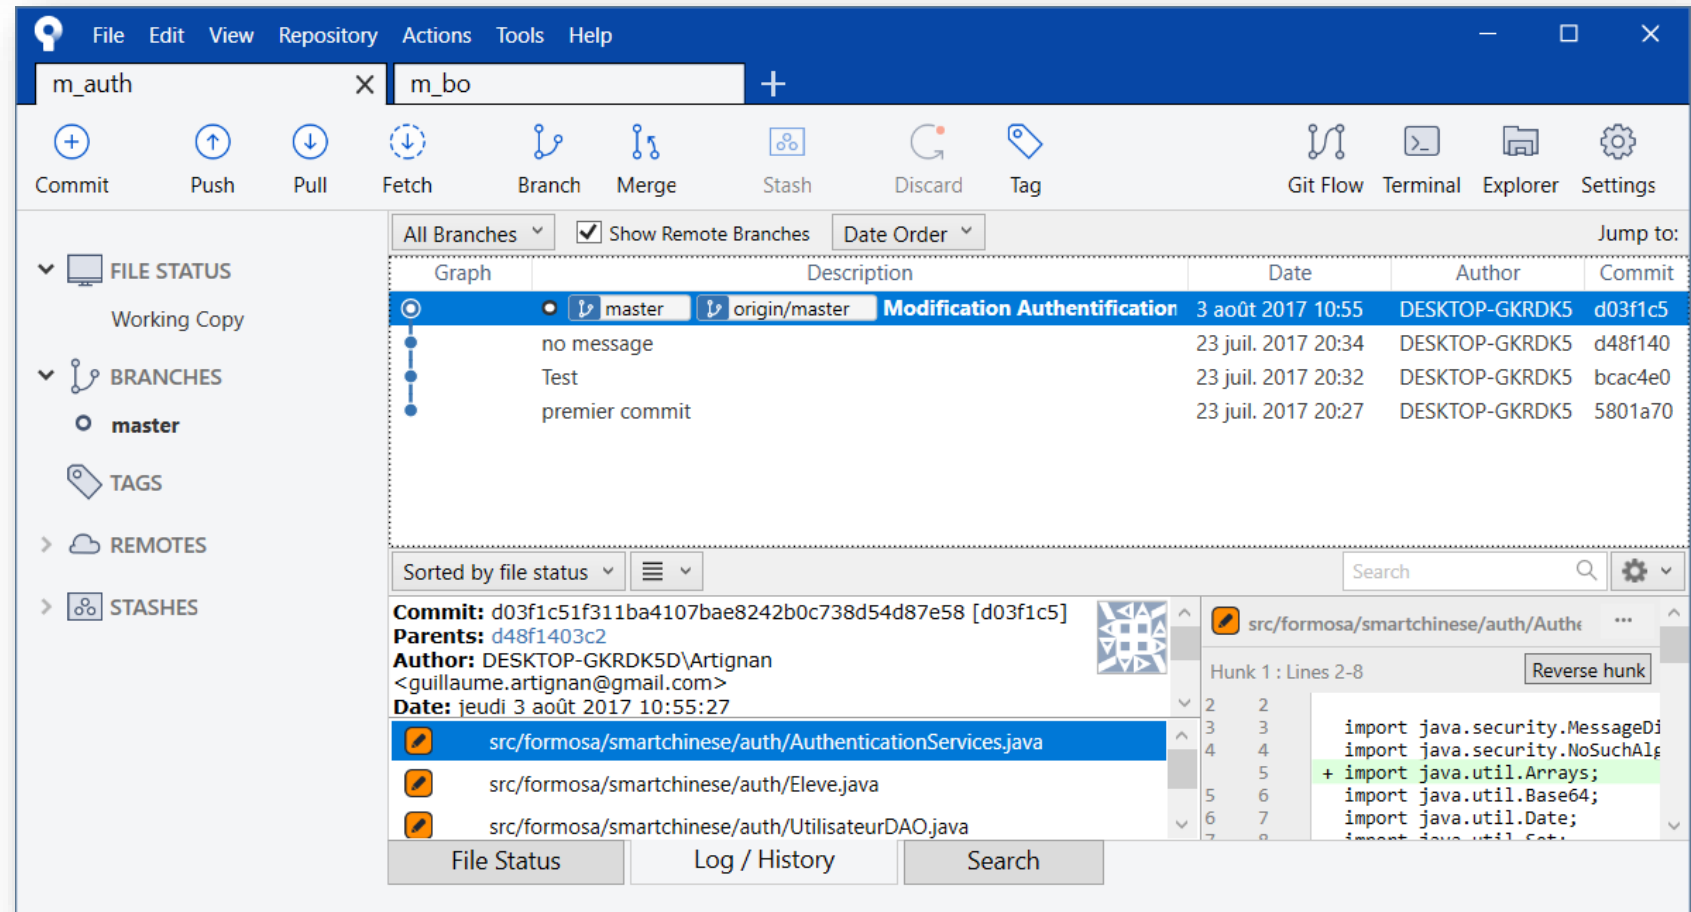 File Edit View Repository Actions Tools Help
m_auth m_bo
Commit Push Pull Fetch Branch Merge Stash Discard Tag Git Flow Terminal Explorer Settings
All Branches Show Remote Branches Date Order Jump to:
Graph Description Date Author Commit
master origin/master Modification Authentification 3 août 2017 10:55 DESKTOP-GKRDK5 d03f1c5
no message 23 juil. 2017 20:34 DESKTOP-GKRDK5 d48f140
Test 23 juil. 2017 20:32 DESKTOP-GKRDK5 bcac4e0
premier commit 23 juil. 2017 20:27 DESKTOP-GKRDK5 5801a70
FILE STATUS
Working Copy
BRANCHES
master
TAGS
REMOTES
STASHES
Sorted by file status Search
Commit: d03f1c51f311ba4107bae8242b0c738d54d87e58 [d03f1c5]
Parents: d48f1403c2
Author: DESKTOP-GKRDK5D\Artignan
<guillaume.artignan@gmail.com>
Date: jeudi 3 août 2017 10:55:27
src/formosa/smartchinese/auth/AuthenticationServices.java
src/formosa/smartchinese/auth/Eleve.java
src/formosa/smartchinese/auth/UtilisateurDAO.java
src/formosa/smartchinese/auth/Authe ...
Hunk 1 : Lines 2-8 Reverse hunk
2 2
3 3 import java.security.MessageDi
4 4 import java.security.NoSuchAlg
5 + import java.util.Arrays;
5 6 import java.util.Base64;
6 7 import java.util.Date;
7 8 import java.util.Set;
File Status Log / History Search